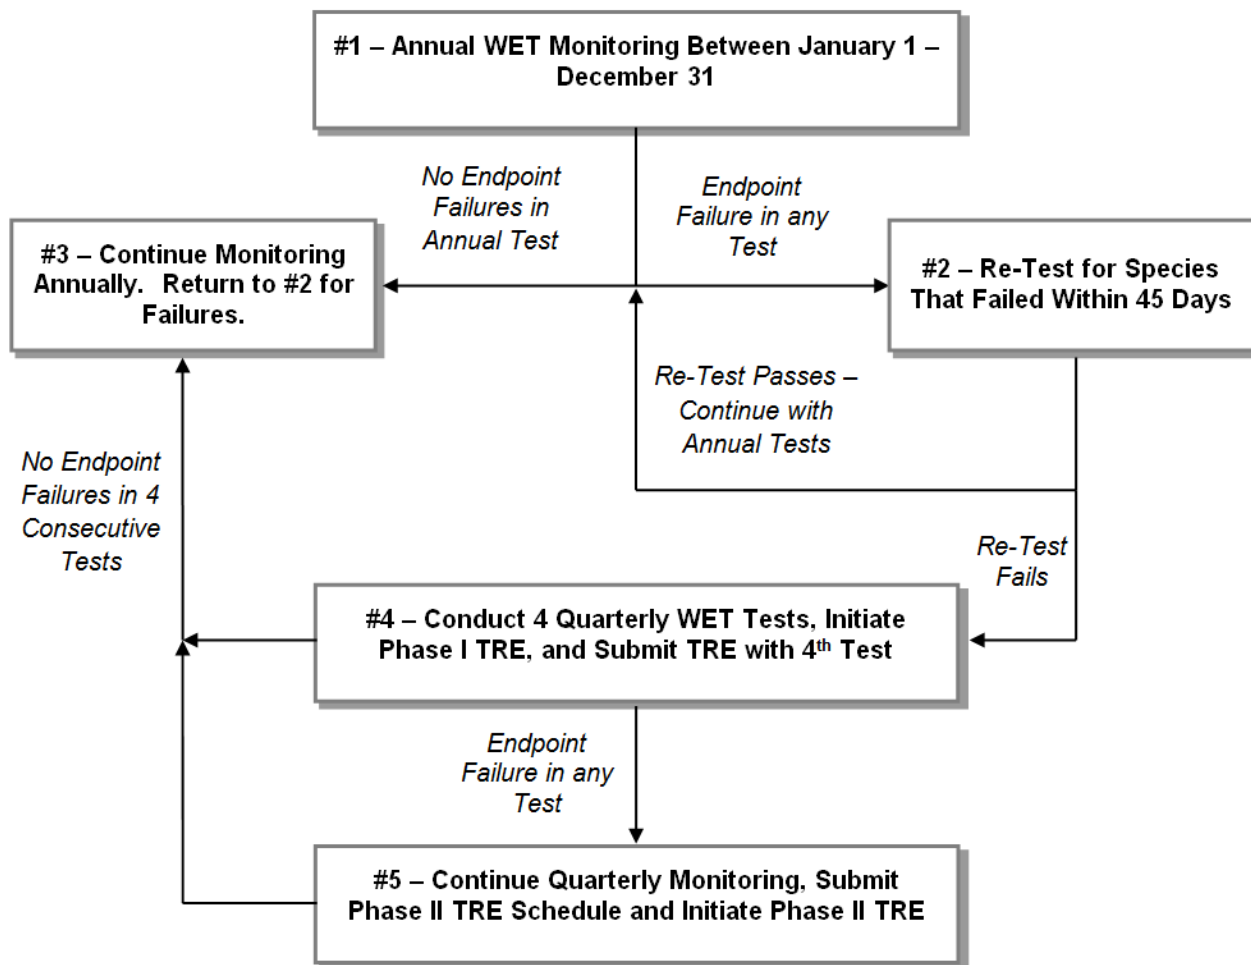 #1 – Annual WET Monitoring Between January 1 –
December 31
No Endpoint
Failures in
Annual Test
Endpoint
Failure in any
Test
#3 – Continue Monitoring
Annually.  Return to #2 for
Failures.
#2 – Re-Test for Species
That Failed Within 45 Days
Re-Test Passes –
Continue with
Annual Tests
No Endpoint
Failures in 4
Consecutive
Tests
Re-Test
Fails
#4 – Conduct 4 Quarterly WET Tests, Initiate
Phase I TRE, and Submit TRE with 4th Test
Endpoint
Failure in any
Test
#5 – Continue Quarterly Monitoring, Submit
Phase II TRE Schedule and Initiate Phase II TRE